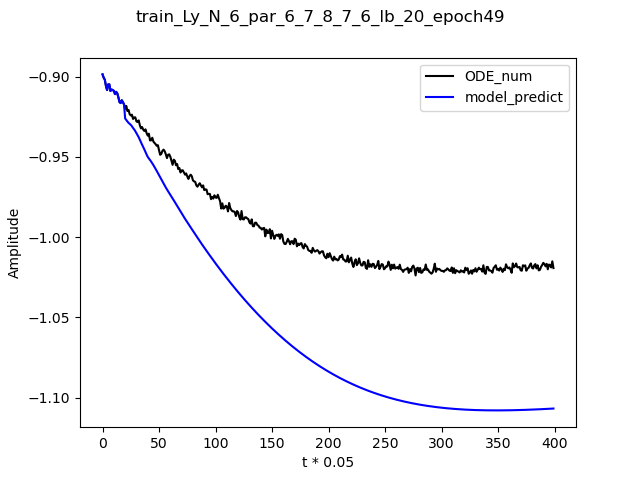 train_Ly_N_6_par_6_7_8_7_6_lb_20_epoch49
ODE_num
model_predict
Amplitude
−0.90
−0.95
−1.00
−1.05
−1.10
0 50 100 150 200 250 300 350 400
t * 0.05